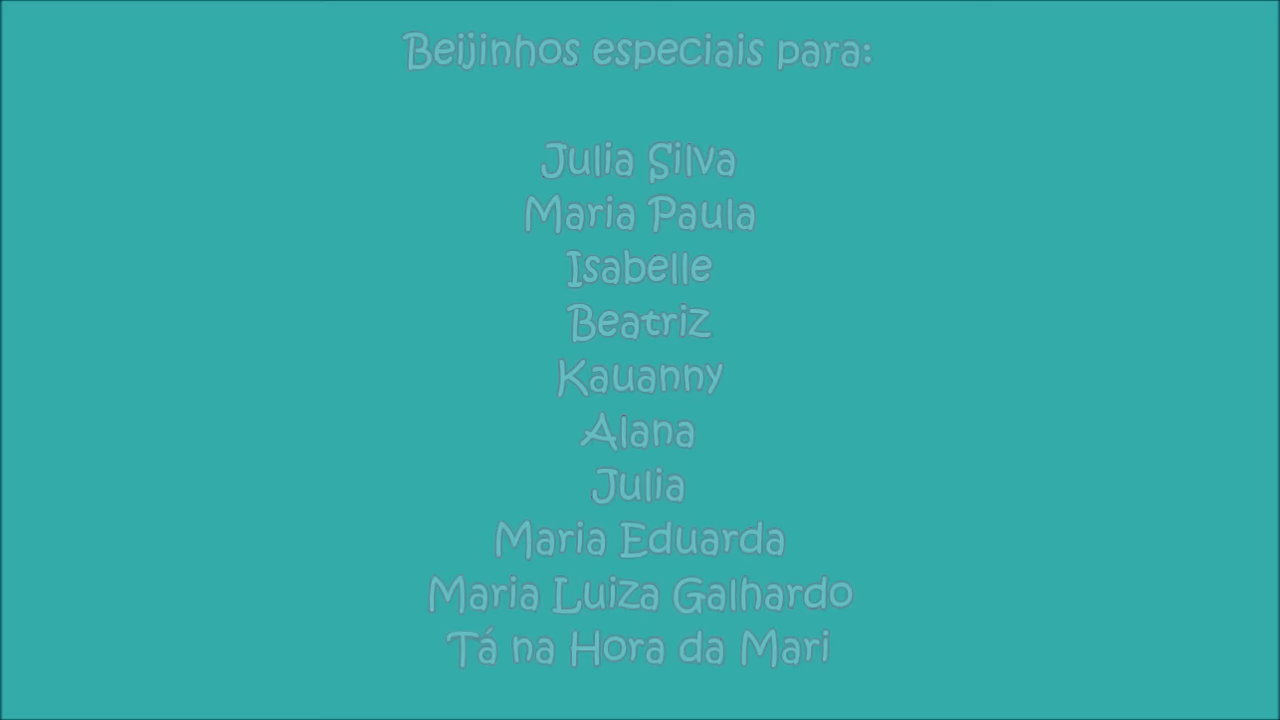 Beijinhos especiais para:
Julia Silva
Maria Paula
Isabelle
Beatriz
Kauanny
Alana
Julia
Maria Eduarda
Maria Luiza Galhardo
Tá na Hora da Mari